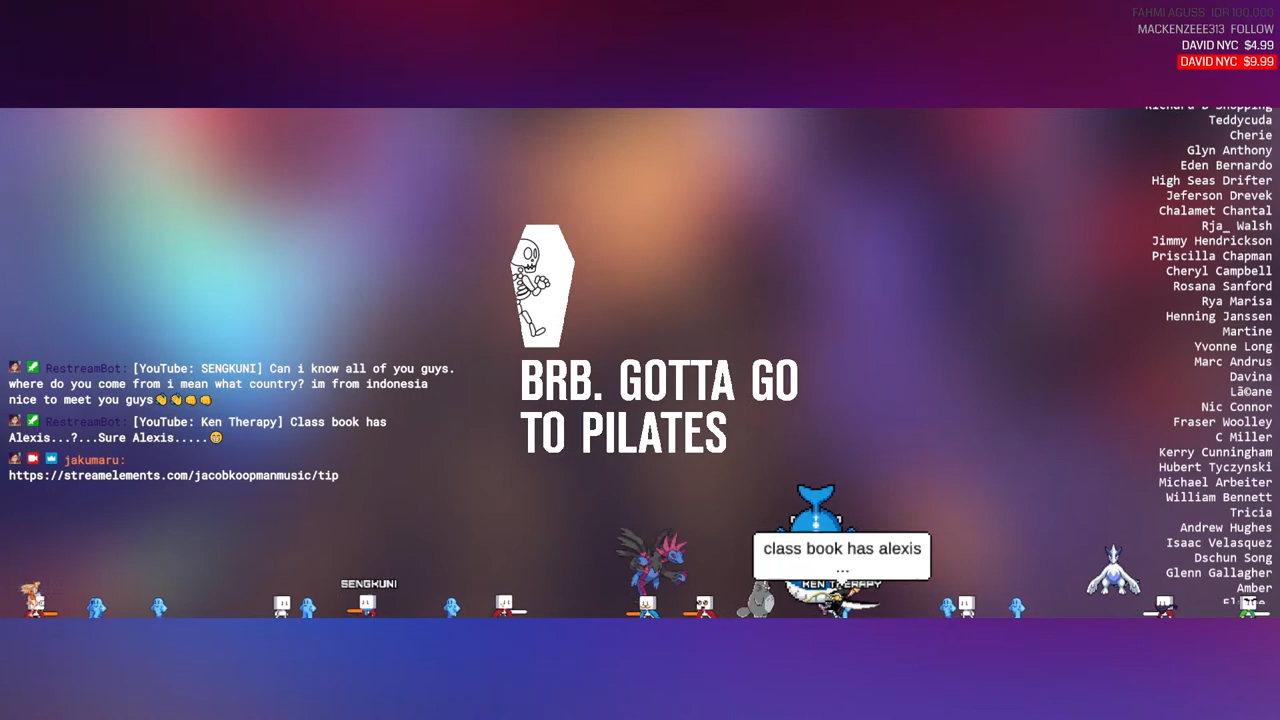 FAHMI AGUSS IDR 100,000
MACKENZEEE313 FOLLOW
DAVID NYC $4.99
DAVID NYC $9.99
Richard D Shopping
Teddycuda
Cherie
Glyn Anthony
Eden Bernardo
High Seas Drifter
Jeferson Drevek
Chalamet Chantal
Rja_ Walsh
Jimmy Hendrickson
Priscilla Chapman
Cheryl Campbell
Rosana Sanford
Rya Marisa
Henning Janssen
Martine
Yvonne Long
Marc Andrus
Davina
Lã©ane
Nic Connor
Fraser Woolley
C Miller
Kerry Cunningham
Hubert Tyczynski
Michael Arbeiter
William Bennett
Tricia
Andrew Hughes
Isaac Velasquez
Dschun Song
Glenn Gallagher
Amber
BRB. GOTTA GO
TO PILATES
RestreamBot: [YouTube: SENGKUNI] Can i know all of you guys.
where do you come from i mean what country? im from indonesia
nice to meet you guys👋👋👊👊
RestreamBot: [YouTube: Ken Therapy] Class book has
Alexis...?...Sure Alexis.....😁
jakumaru:
https://streamelements.com/jacobkoopmanmusic/tip
class book has alexis
...
SENGKUNI
KEN THERAPY